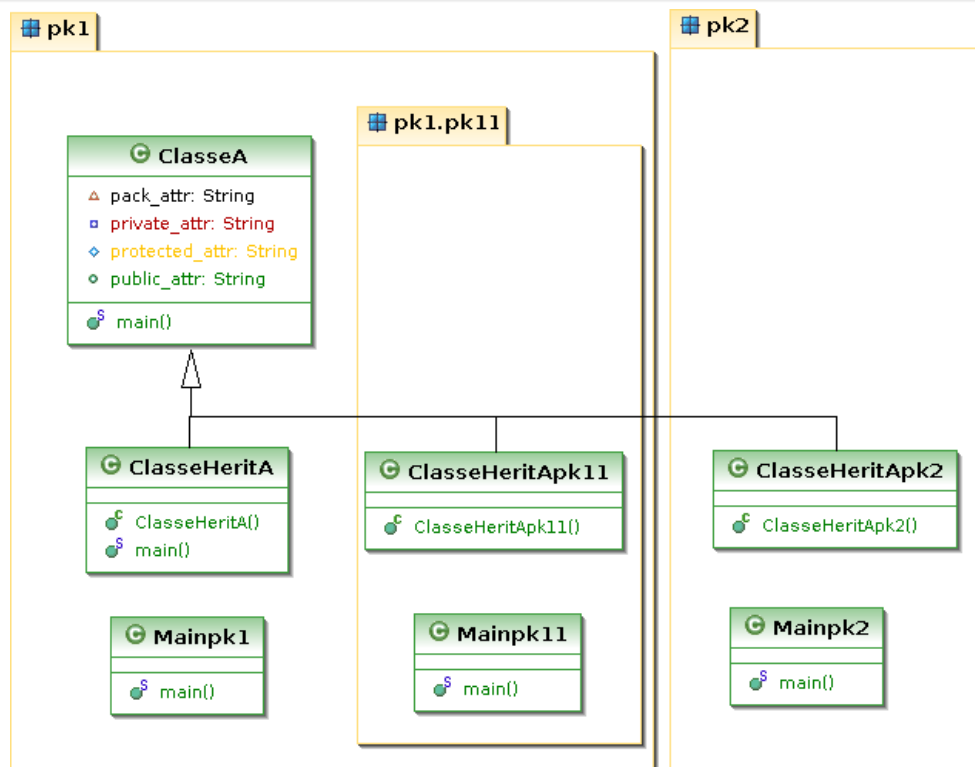 pk1
pk2
pk1.pk11
ClasseA
pack_attr: String
private_attr: String
protected_attr: String
public_attr: String
main()
ClasseHeritA
ClasseHeritA()
main()
ClasseHeritApk11
ClasseHeritApk11()
ClasseHeritApk2
ClasseHeritApk2()
Mainpk1
main()
Mainpk11
main()
Mainpk2
main()